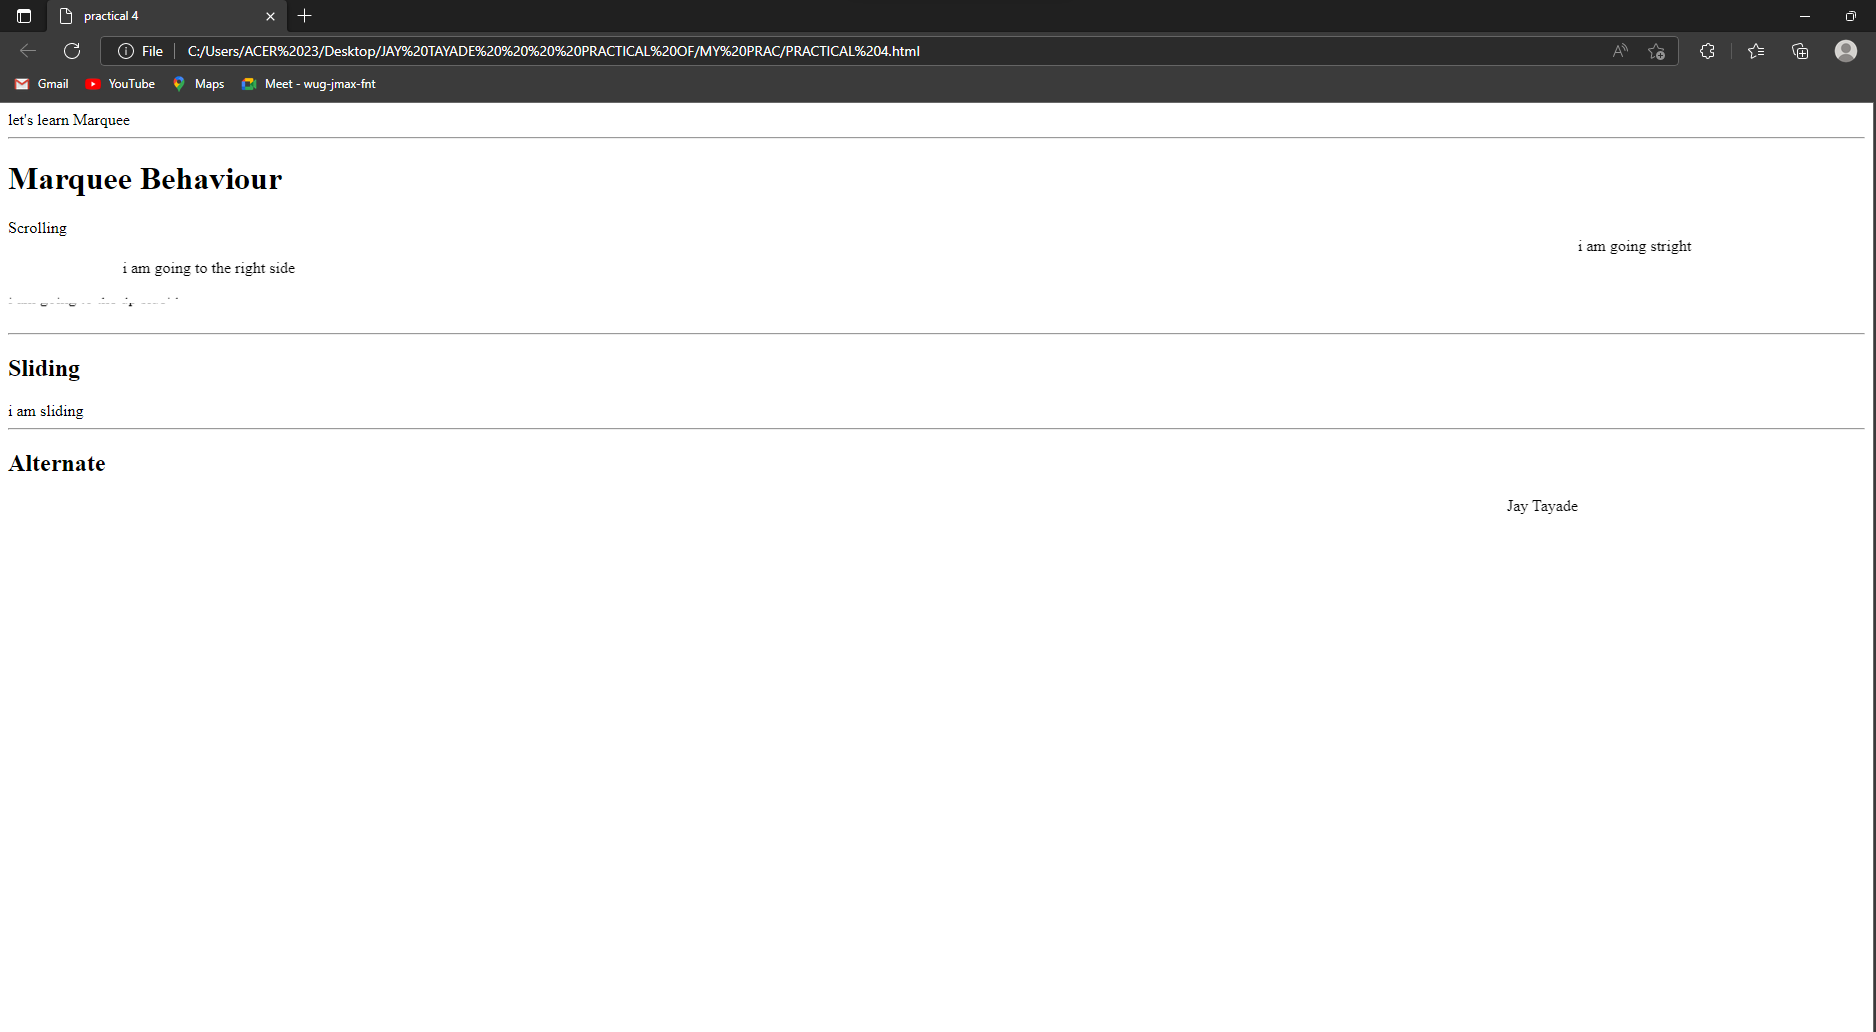 practical 4
File C:/Users/ACER%2023/Desktop/JAY%20TAYADE%20%20%20%20PRACTICAL%20OF/MY%20PRAC/PRACTICAL%204.html
Gmail YouTube Maps Meet - wug-jmax-fnt
let's learn Marquee
Marquee Behaviour
Scrolling
i am going stright
i am going to the right side
Sliding
i am sliding
Alternate
Jay Tayade